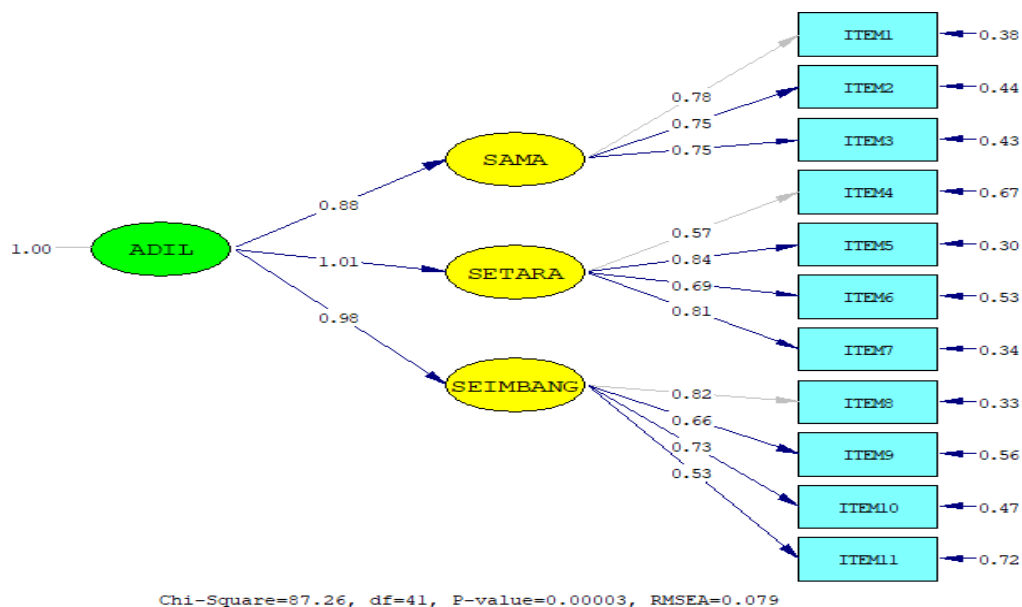 ITEM1
0.38
0.78
ITEM2
0.44
0.75
ITEM3
0.43
0.75
SAMA
ITEM4
0.67
0.88
0.57
ITEM5
0.30
1.00
ADIL
1.01
0.84
SETARA
0.69
ITEM6
0.53
0.81
0.98
ITEM7
0.34
SEIMBANG
0.82
ITEM8
0.33
0.66
0.73
ITEM9
0.56
0.53
ITEM10
0.47
ITEM11
0.72
Chi-Square=87.26, df=41, P-value=0.00003, RMSEA=0.079